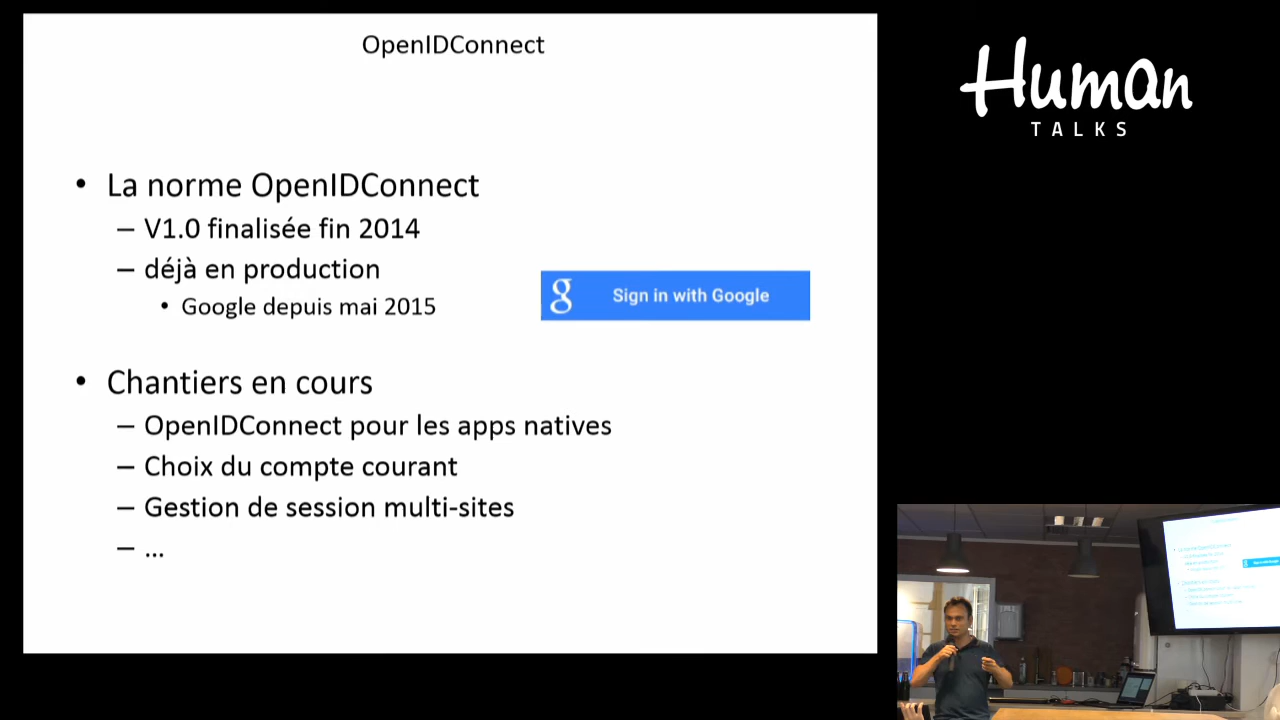 OpenIDConnect
Human
TALKS
• La norme OpenIDConnect
– V1.0 finalisée fin 2014
– déjà en production
• Google depuis mai 2015
g Sign in with Google
• Chantiers en cours
– OpenIDConnect pour les apps natives
– Choix du compte courant
– Gestion de session multi-sites
– ...